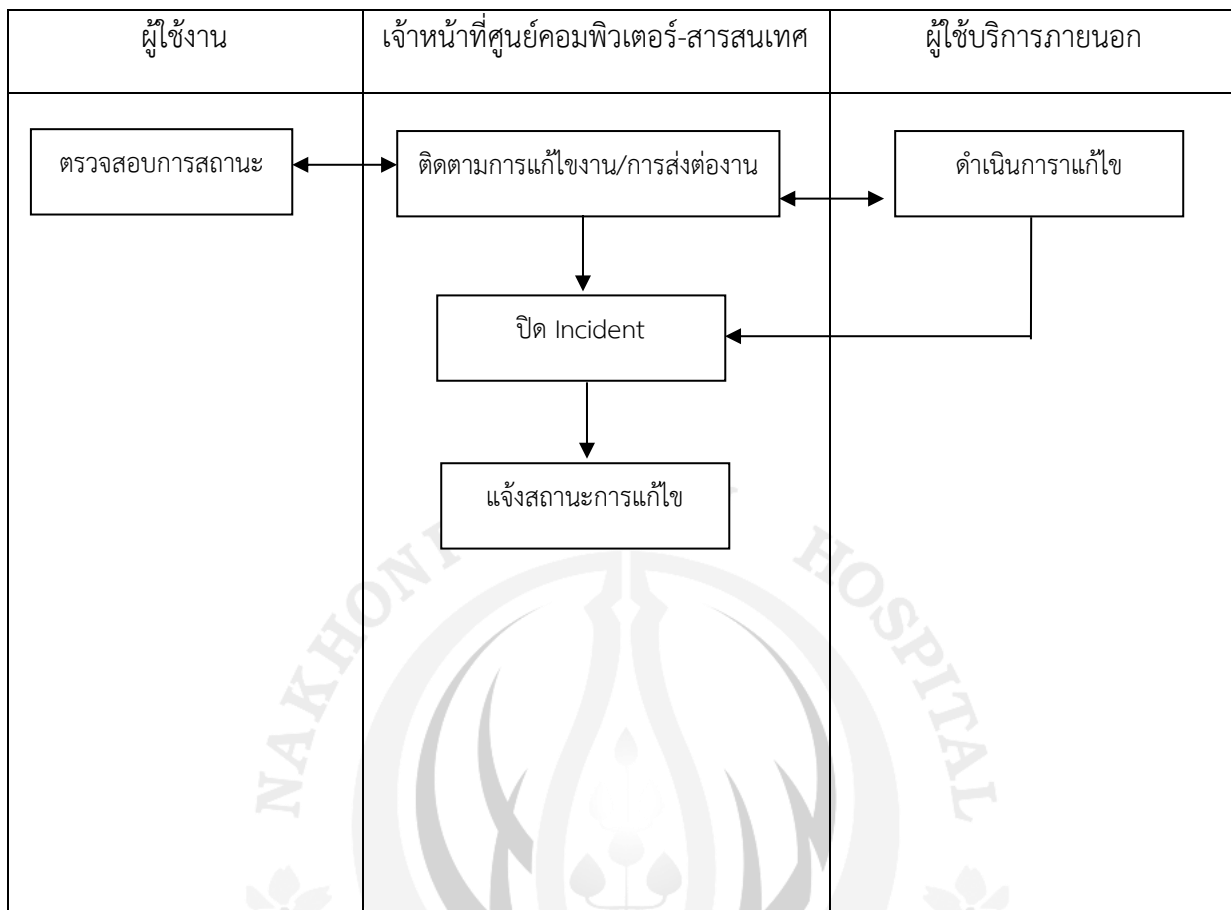 ผู้ใช้งาน
เจ้าหน้าที่ศูนย์คอมพิวเตอร์-สารสนเทศ
ผู้ใช้บริการภายนอก
ตรวจสอบการสถานะ
ติดตามการแก้ไขงาน/การส่งต่องาน
ดำเนินการาแก้ไข
ปิด Incident
แจ้งสถานะการแก้ไข
HOSPITAL